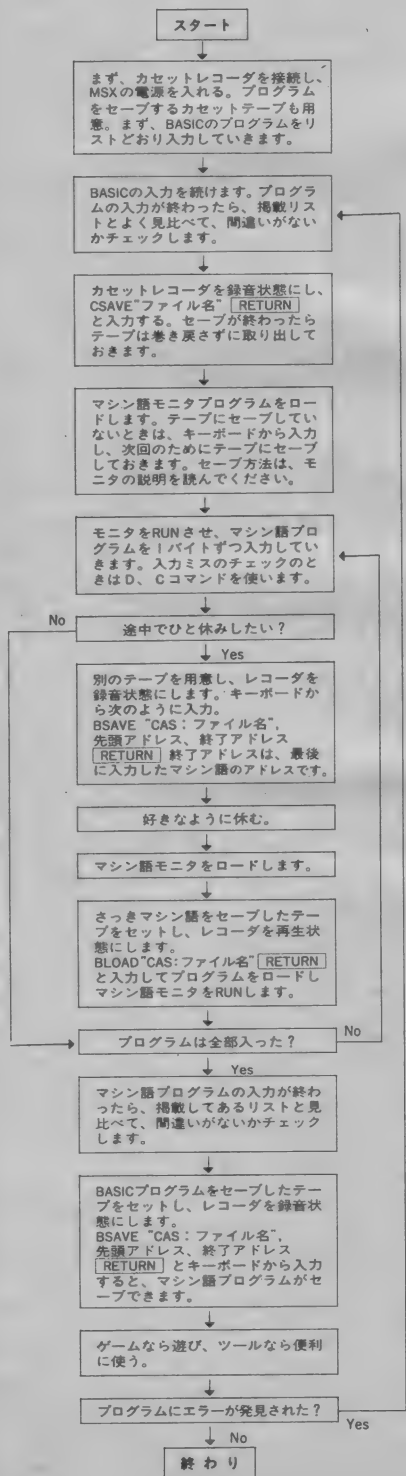 スタート
まず、カセットレコーダを接続し、
MSXの電源を入れる。プログラム
をセーブするカセットテープも用
意。まず、BASICのプログラムをリ
ストどおり入力していきます。
BASICの入力を続けます。プログラ
ムの入力が終わったら、掲載リス
トとよく見比べて、間違いがない
かチェックします。
カセットレコーダを録音状態にし、
CSAVE"ファイル名" RETURN
と入力する。セーブが終わったら
テープは巻き戻さずに取り出して
おきます。
マシン語モニタプログラムをロー
ドします。テープにセーブしてい
ないときは、キーボードから入力
し、次回のためにテープにセーブ
しておきます。セーブ方法は、モ
ニタの説明を読んでください。
モニタをRUNさせ、マシン語プロ
グラムを1バイトずつ入力してい
きます。入力ミスのチェックのと
きはD、Cコマンドを使います。
No
途中でひと休みしたい?
Yes
別のテープを用意し、レコーダを
録音状態にします。キーボードか
ら次のように入力。
BSAVE "CAS:ファイル名",
先頭アドレス、終了アドレス
RETURN 終了アドレスは、最後
に入力したマシン語のアドレスです。
好きなように休む。
マシン語モニタをロードします。
さっきマシン語をセーブしたテー
プをセットし、レコーダを再生状
態にします。
BLOAD"CAS:ファイル名" RETURN
と入力してプログラムをロードし
マシン語モニタをRUNします。
プログラムは全部入った?
No
Yes
マシン語プログラムの入力が終わ
ったら、掲載してあるリストと見
比べて、間違いがないかチェック
します。
BASICプログラムをセーブしたテー
プをセットし、レコーダを録音状
態にします。
BSAVE "CAS:ファイル名",
先頭アドレス、終了アドレス
RETURN とキーボードから入力
すると、マシン語プログラムがセ
ーブできます。
ゲームなら遊び、ツールなら便利
に使う。
プログラムにエラーが発見された?
Yes
No
終わり